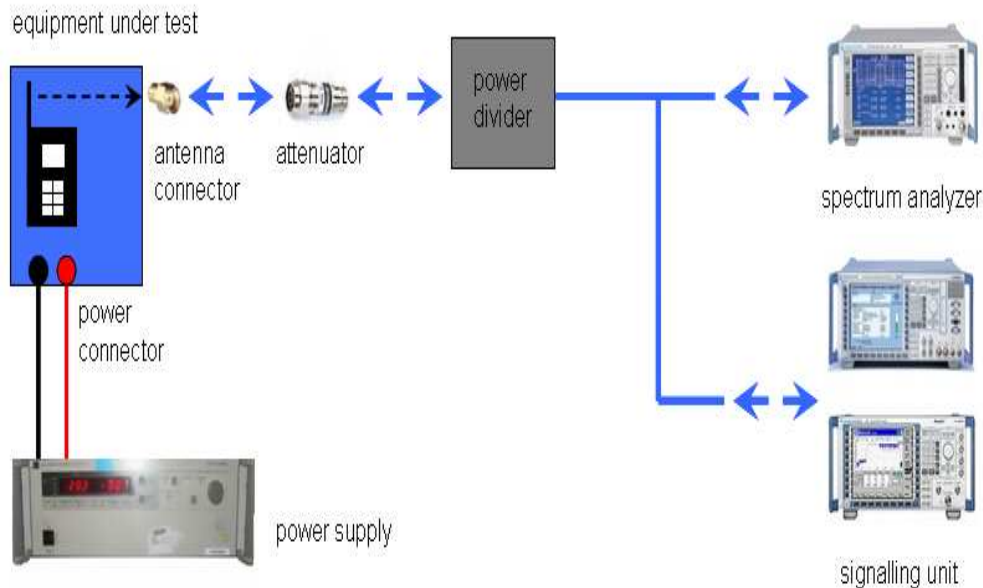 equipment under test
power
divider
antenna
connector
attenuator
spectrum analyzer
power
connector
power supply
signalling unit